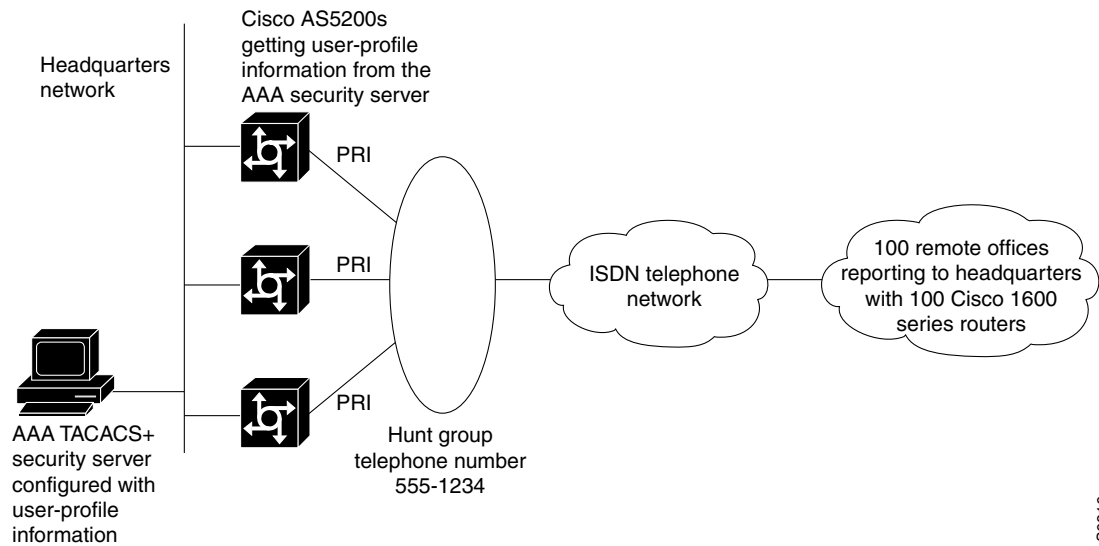 Cisco AS5200s
getting user-profile
information from the
AAA security server
Headquarters
network
PRI
PRI
PRI
ISDN telephone
network
100 remote offices
reporting to headquarters
with 100 Cisco 1600
series routers
AAA TACACS+
security server
configured with
user-profile
information
Hunt group
telephone number
555-1234